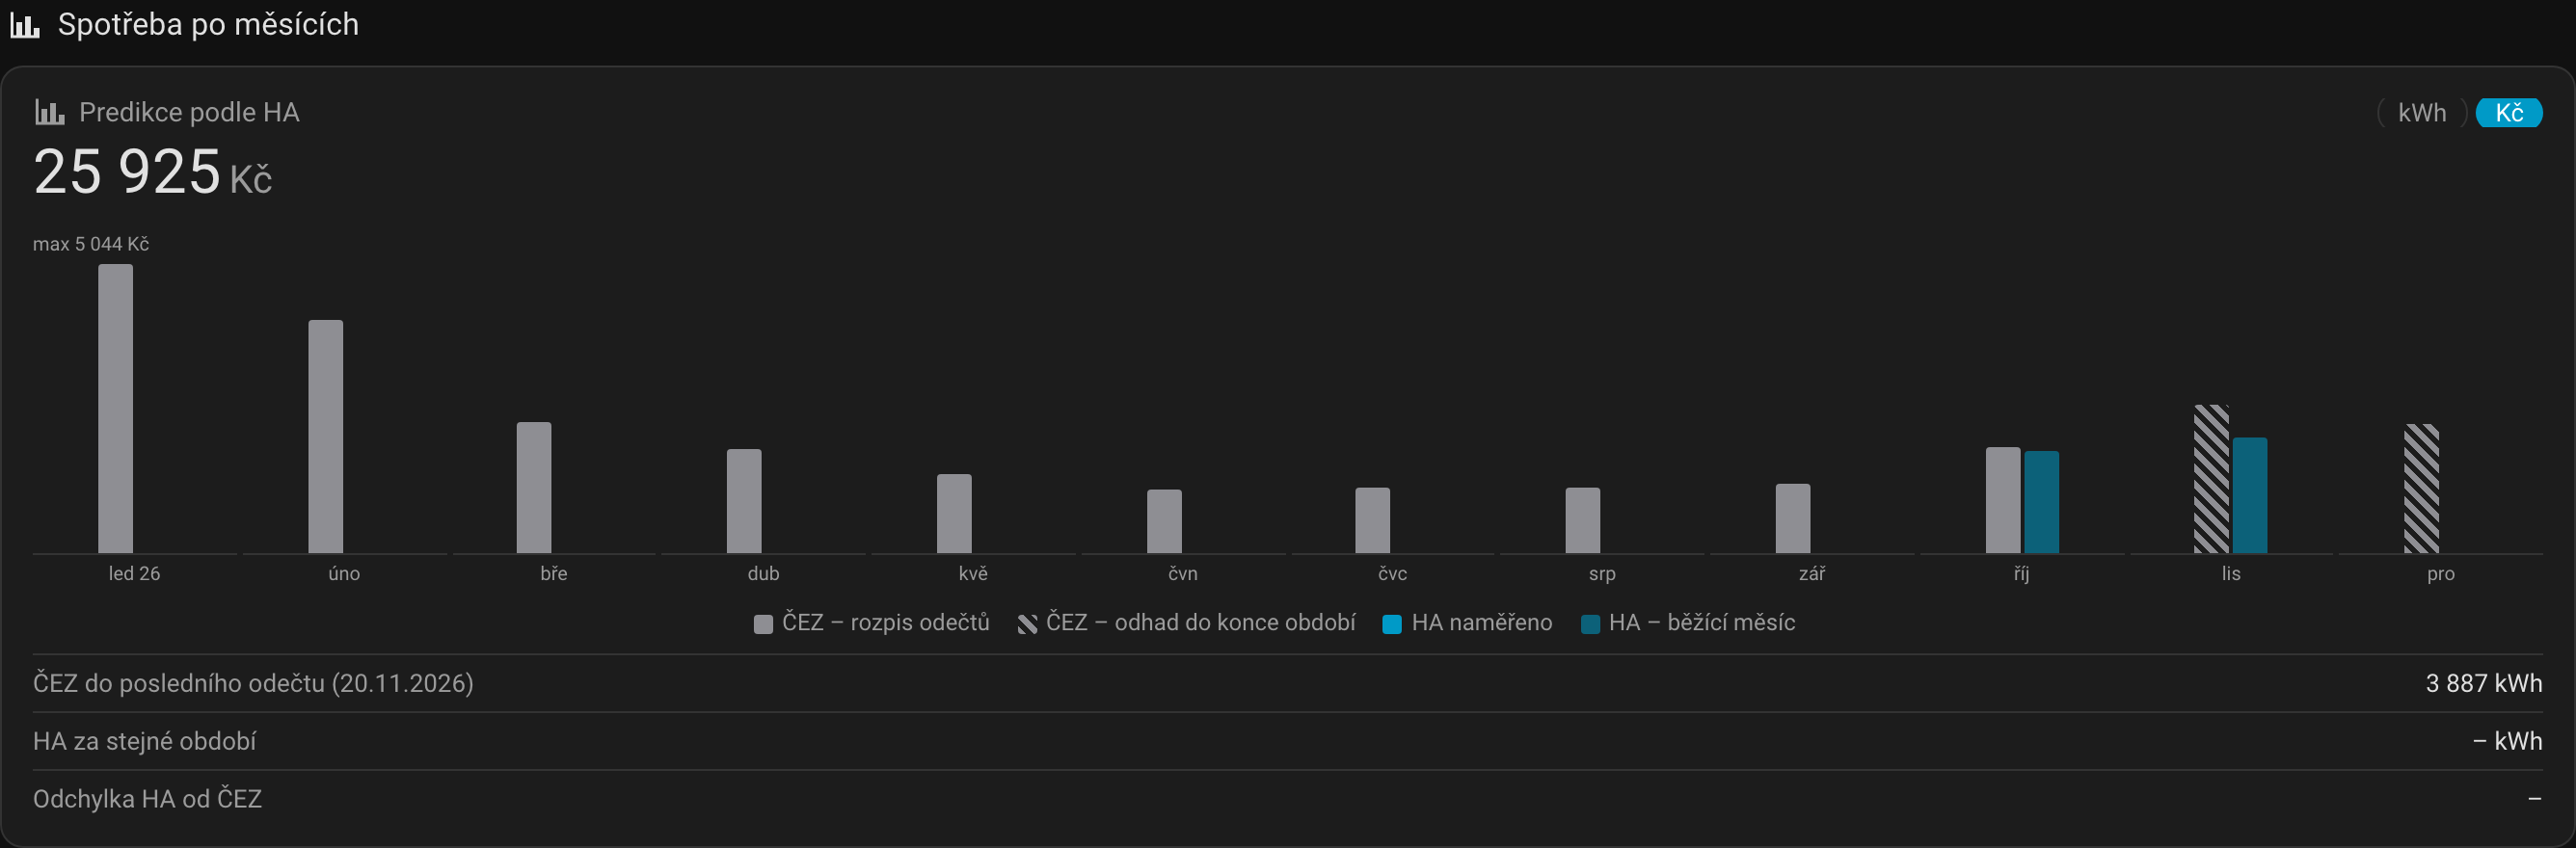 Spotřeba po měsících
Predikce podle HA
kWh Kč
25 925 Kč
max 5 044 Kč
led 26 úno bře dub kvě čvn čvc srp zář říj lis pro
ČEZ – rozpis odečtů ČEZ – odhad do konce období HA naměřeno HA – běžící měsíc
ČEZ do posledního odečtu (20.11.2026) 3 887 kWh
HA za stejné období – kWh
Odchylka HA od ČEZ –